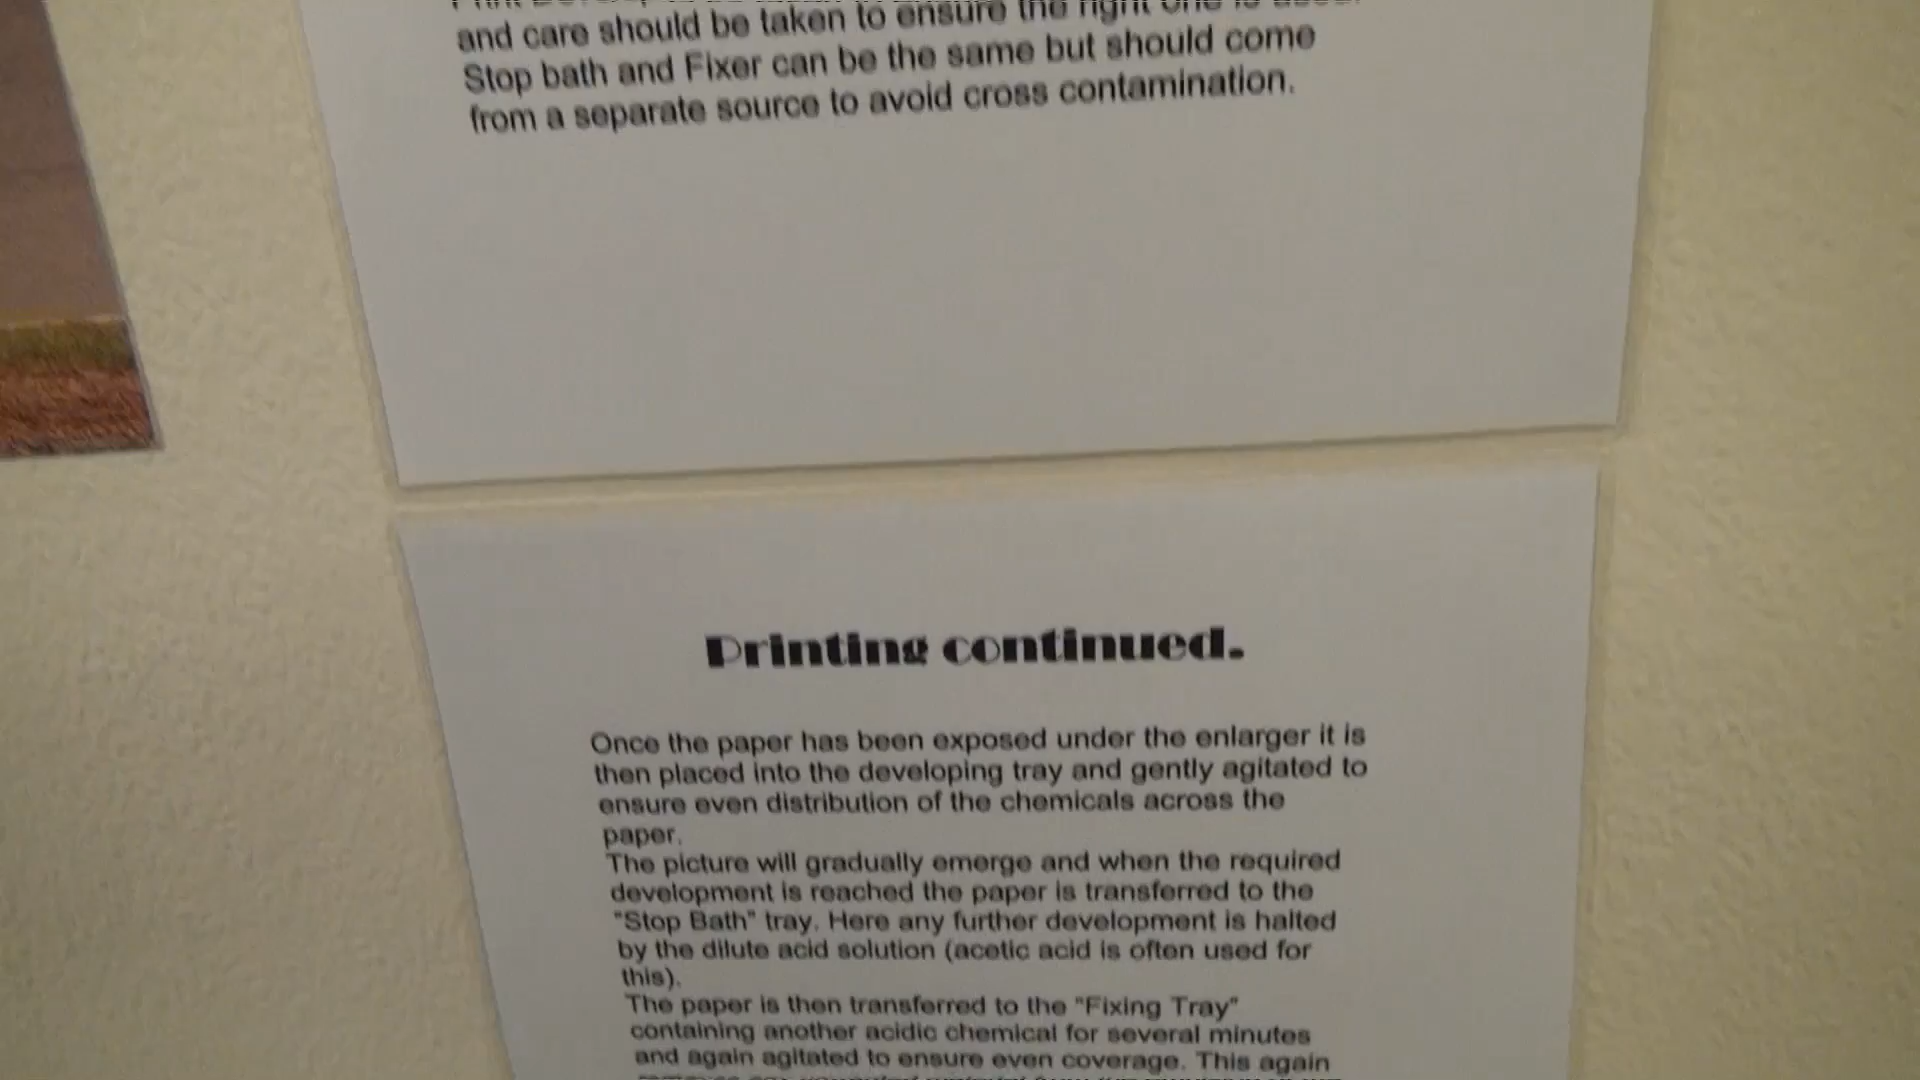 and care should be taken to ensure the right one is
Stop bath and Fixer can be the same but should come
from a separate source to avoid cross contamination.
Printing continued.
Once the paper has been exposed under the enlarger it is
then placed into the developing tray and gently agitated to
ensure even distribution of the chemicals across the
paper.
The picture will gradually emerge and when the required
development is reached the paper is transferred to the
"Stop Bath" tray. Here any further development is halted
by the dilute acid solution (acetic acid is often used for
this).
The paper is then transferred to the "Fixing Tray"
containing another acidic chemical for several minutes
and again agitated to ensure even coverage. This again